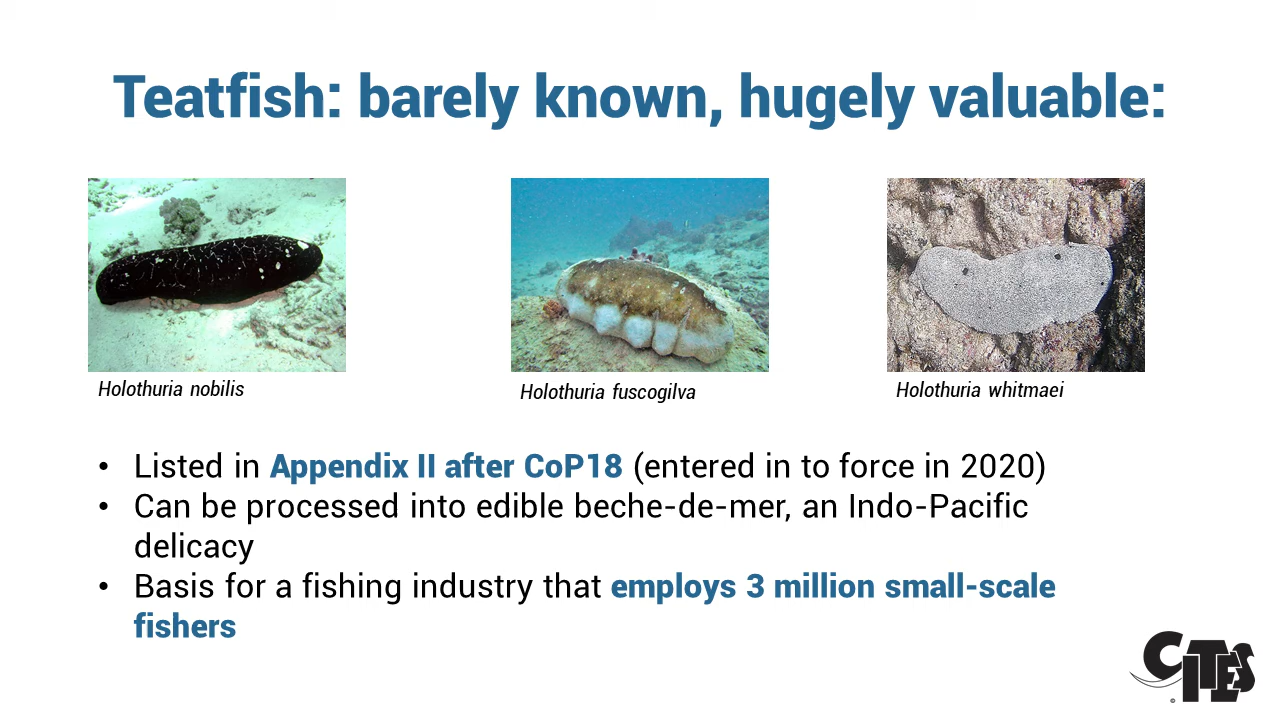 Teatfish: barely known, hugely valuable:
Holothuria nobilis
Holothuria fuscogilva
Holothuria whitmaei
• Listed in Appendix II after CoP18 (entered in to force in 2020)
• Can be processed into edible beche-de-mer, an Indo-Pacific
delicacy
• Basis for a fishing industry that employs 3 million small-scale
fishers
CITES
©